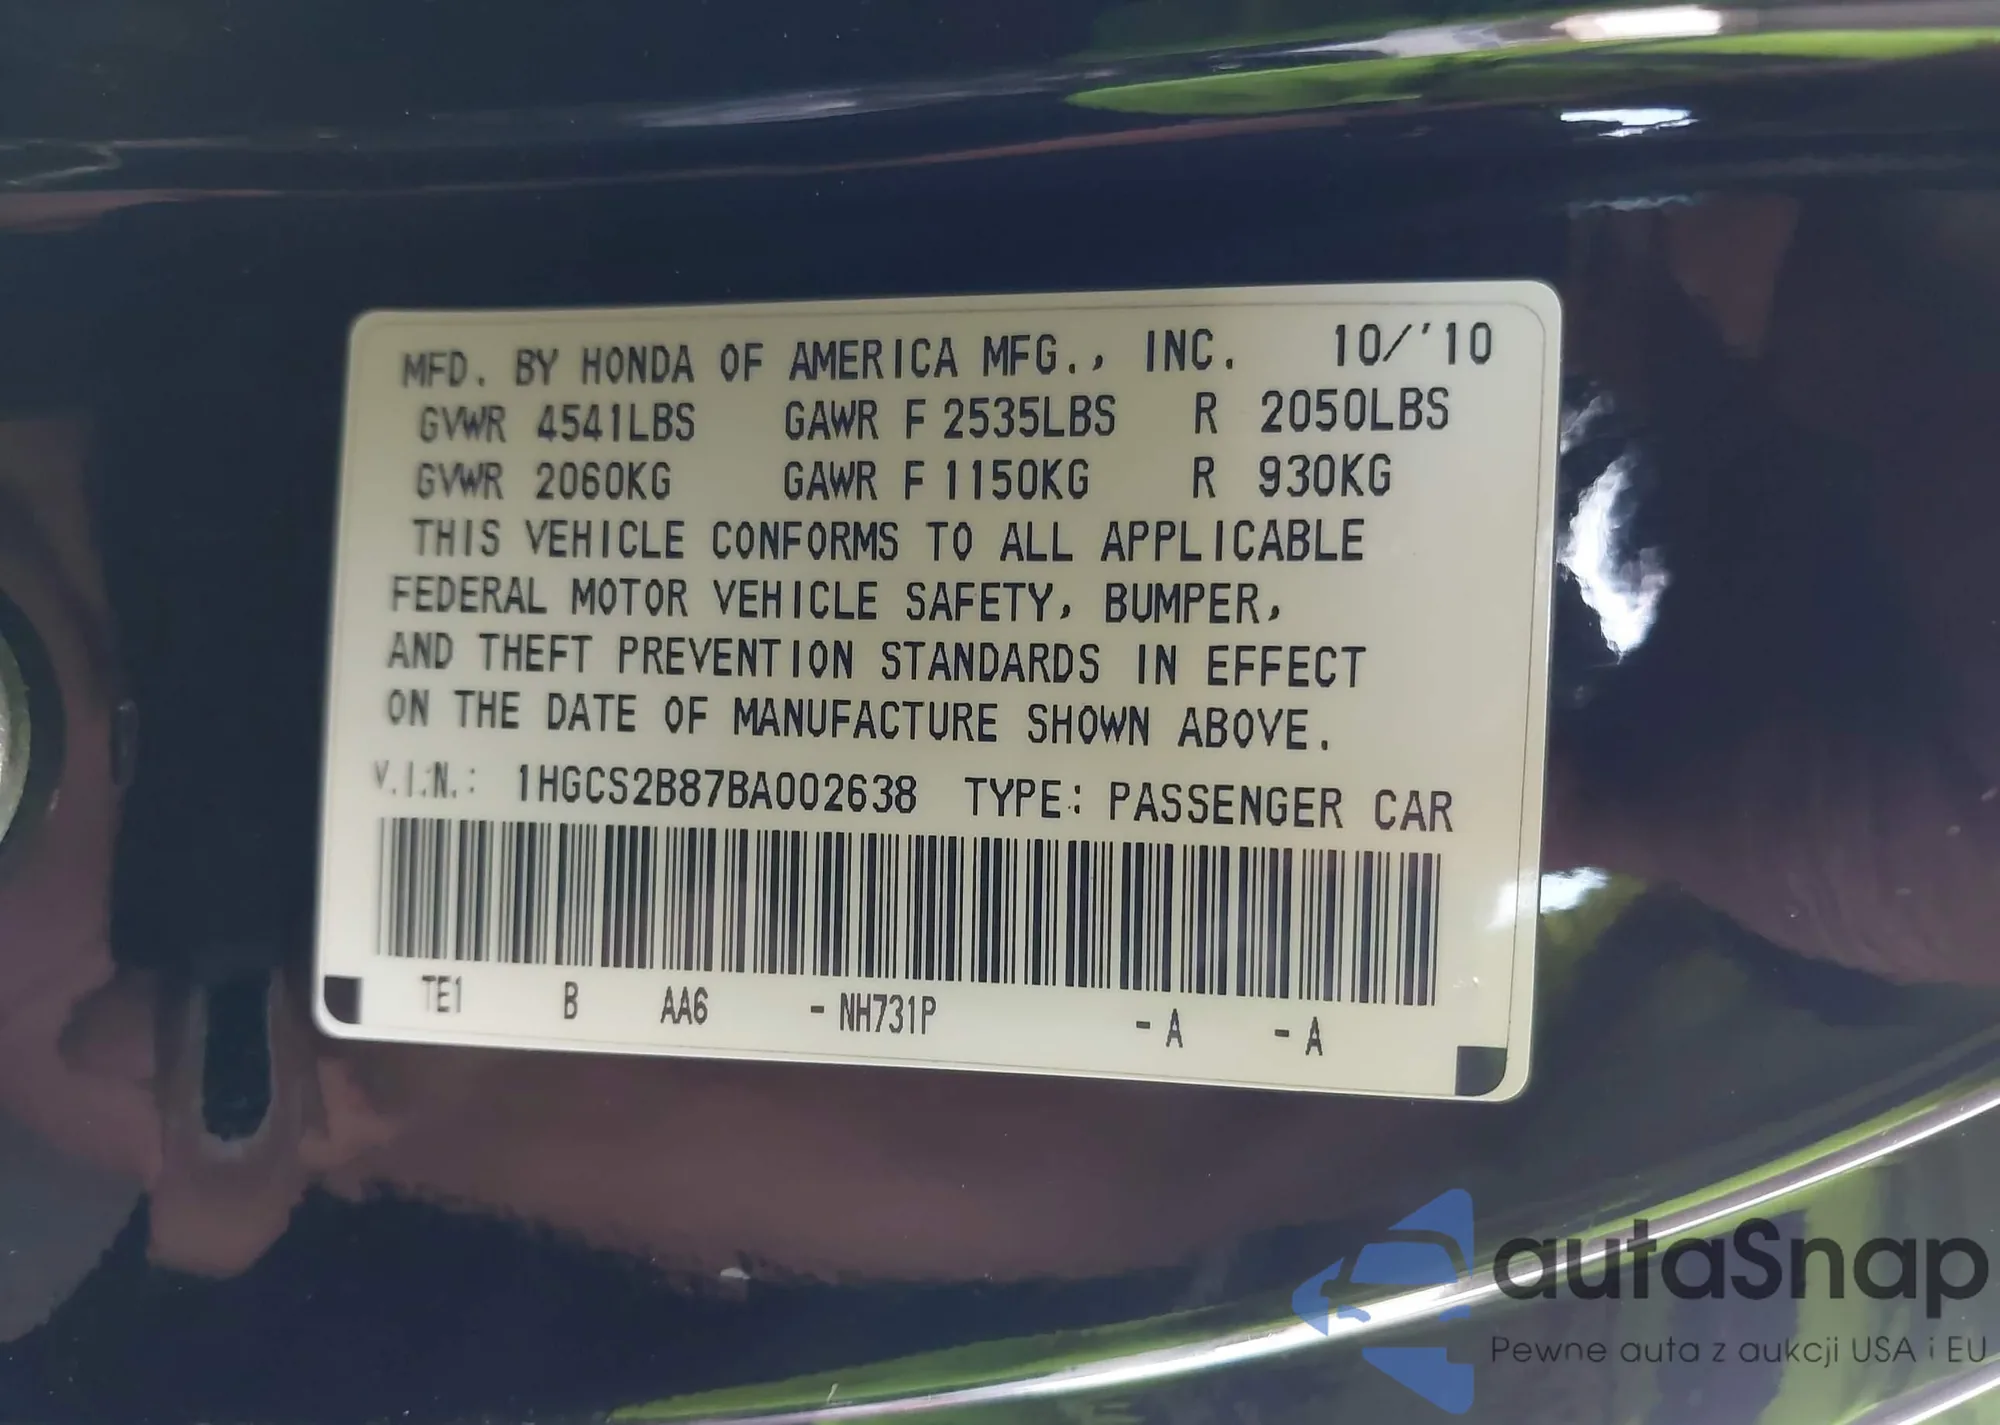 MFD. BY HONDA OF AMERICA MFG., INC. 10/'10
GVWR 4541LBS GAWR F 2535LBS R 2050LBS
GVWR 2060KG GAWR F 1150KG R 930KG
THIS VEHICLE CONFORMS TO ALL APPLICABLE
FEDERAL MOTOR VEHICLE SAFETY, BUMPER,
AND THEFT PREVENTION STANDARDS IN EFFECT
ON THE DATE OF MANUFACTURE SHOWN ABOVE.
V.I.N.: 1HGCS2B87BA002638 TYPE: PASSENGER CAR
TE1 B AA6 - NH731P - A - A
autaSnap
Pewne auta z aukcji USA i EU